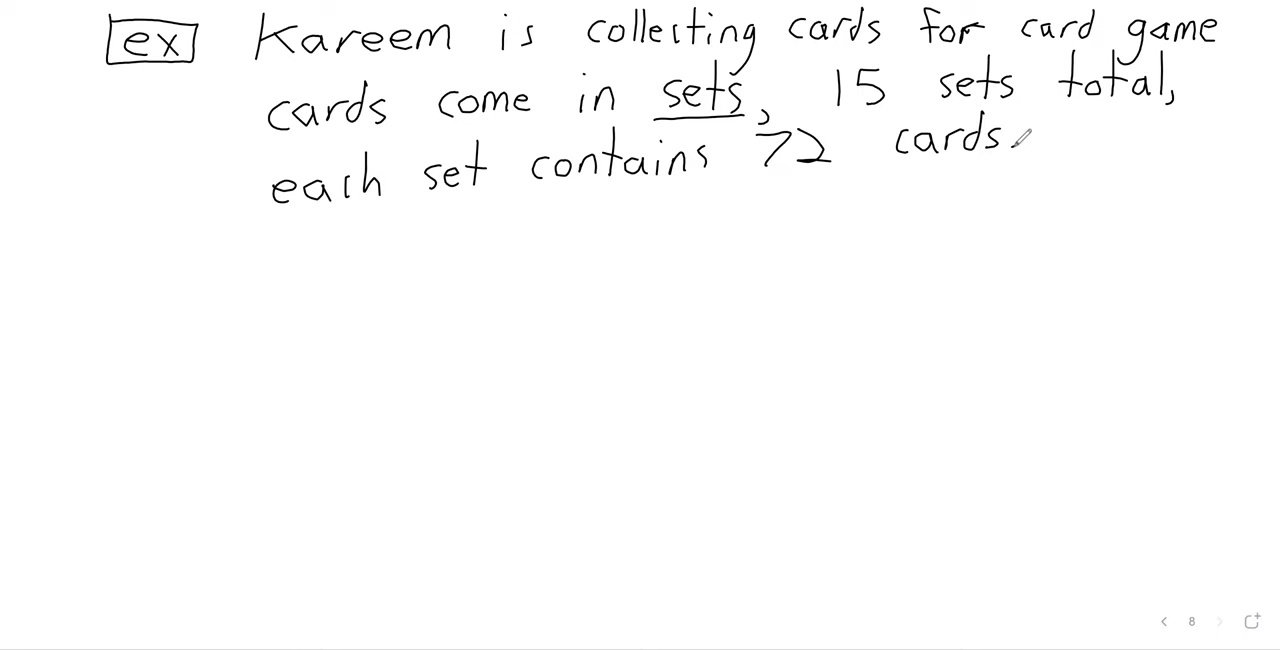 ex Kareem is collecting cards for card game
cards come in sets, 15 sets total,
each set contains 72 cards.
8